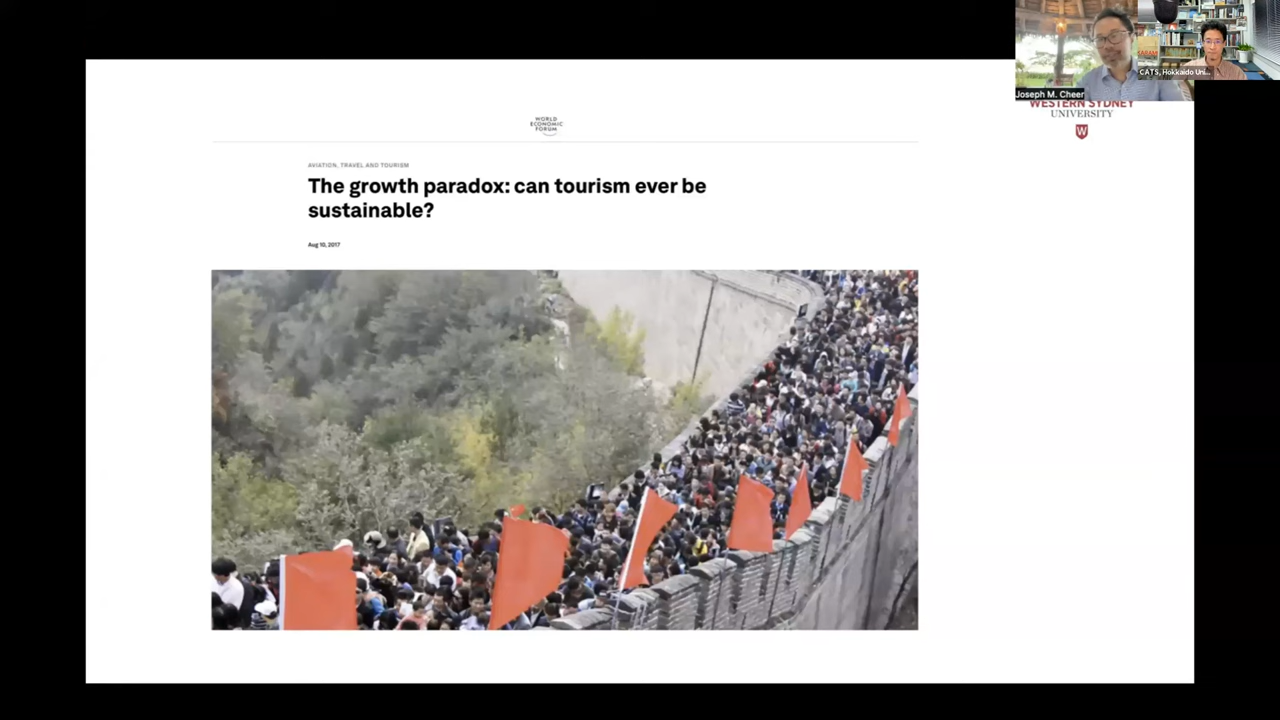 WORLD
ECONOMIC
FORUM
AVIATION, TRAVEL AND TOURISM
The growth paradox: can tourism ever be
sustainable?
Aug 10, 2017
CATS, Hokkaido Uni...
Joseph M. Cheer
WESTERN SYDNEY
UNIVERSITY
W